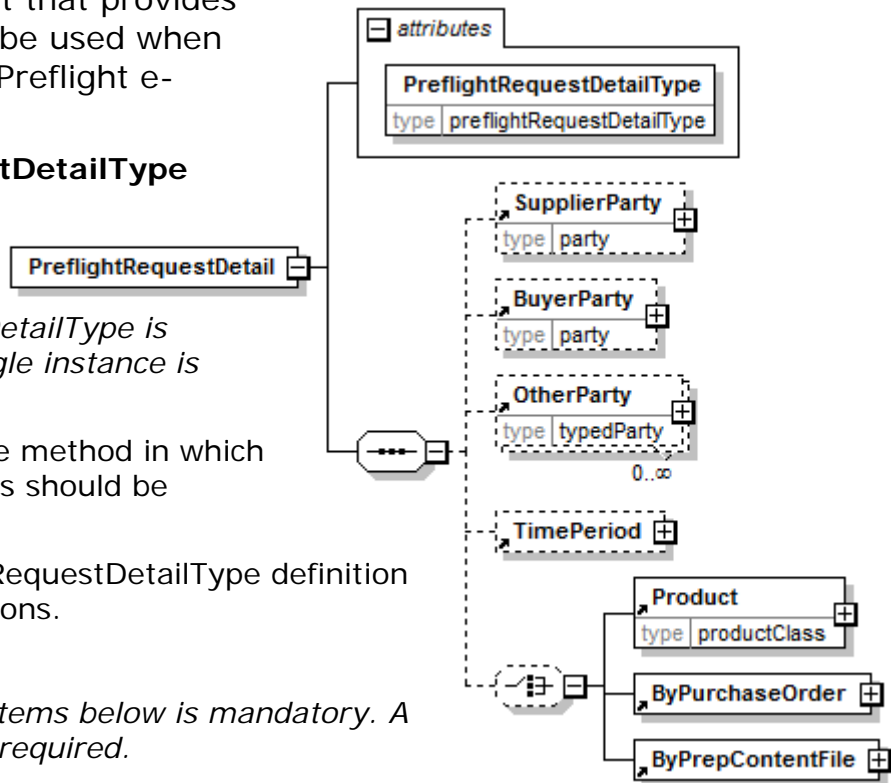 t that provides
be used when
Preflight e-
tDetailType
etailType is
gle instance is
e method in which
s should be
RequestDetailType definition
ons.
tems below is mandatory. A
required.
PreflightRequestDetail
attributes
PreflightRequestDetailType
type preflightRequestDetailType
SupplierParty
type party
BuyerParty
type party
OtherParty
type typedParty
0..∞
TimePeriod
Product
type productClass
ByPurchaseOrder
ByPrepContentFile